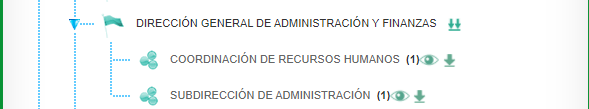 DIRECCIÓN GENERAL DE ADMINISTRACIÓN Y FINANZAS
COORDINACIÓN DE RECURSOS HUMANOS (1)
SUBDIRECCIÓN DE ADMINISTRACIÓN (1)